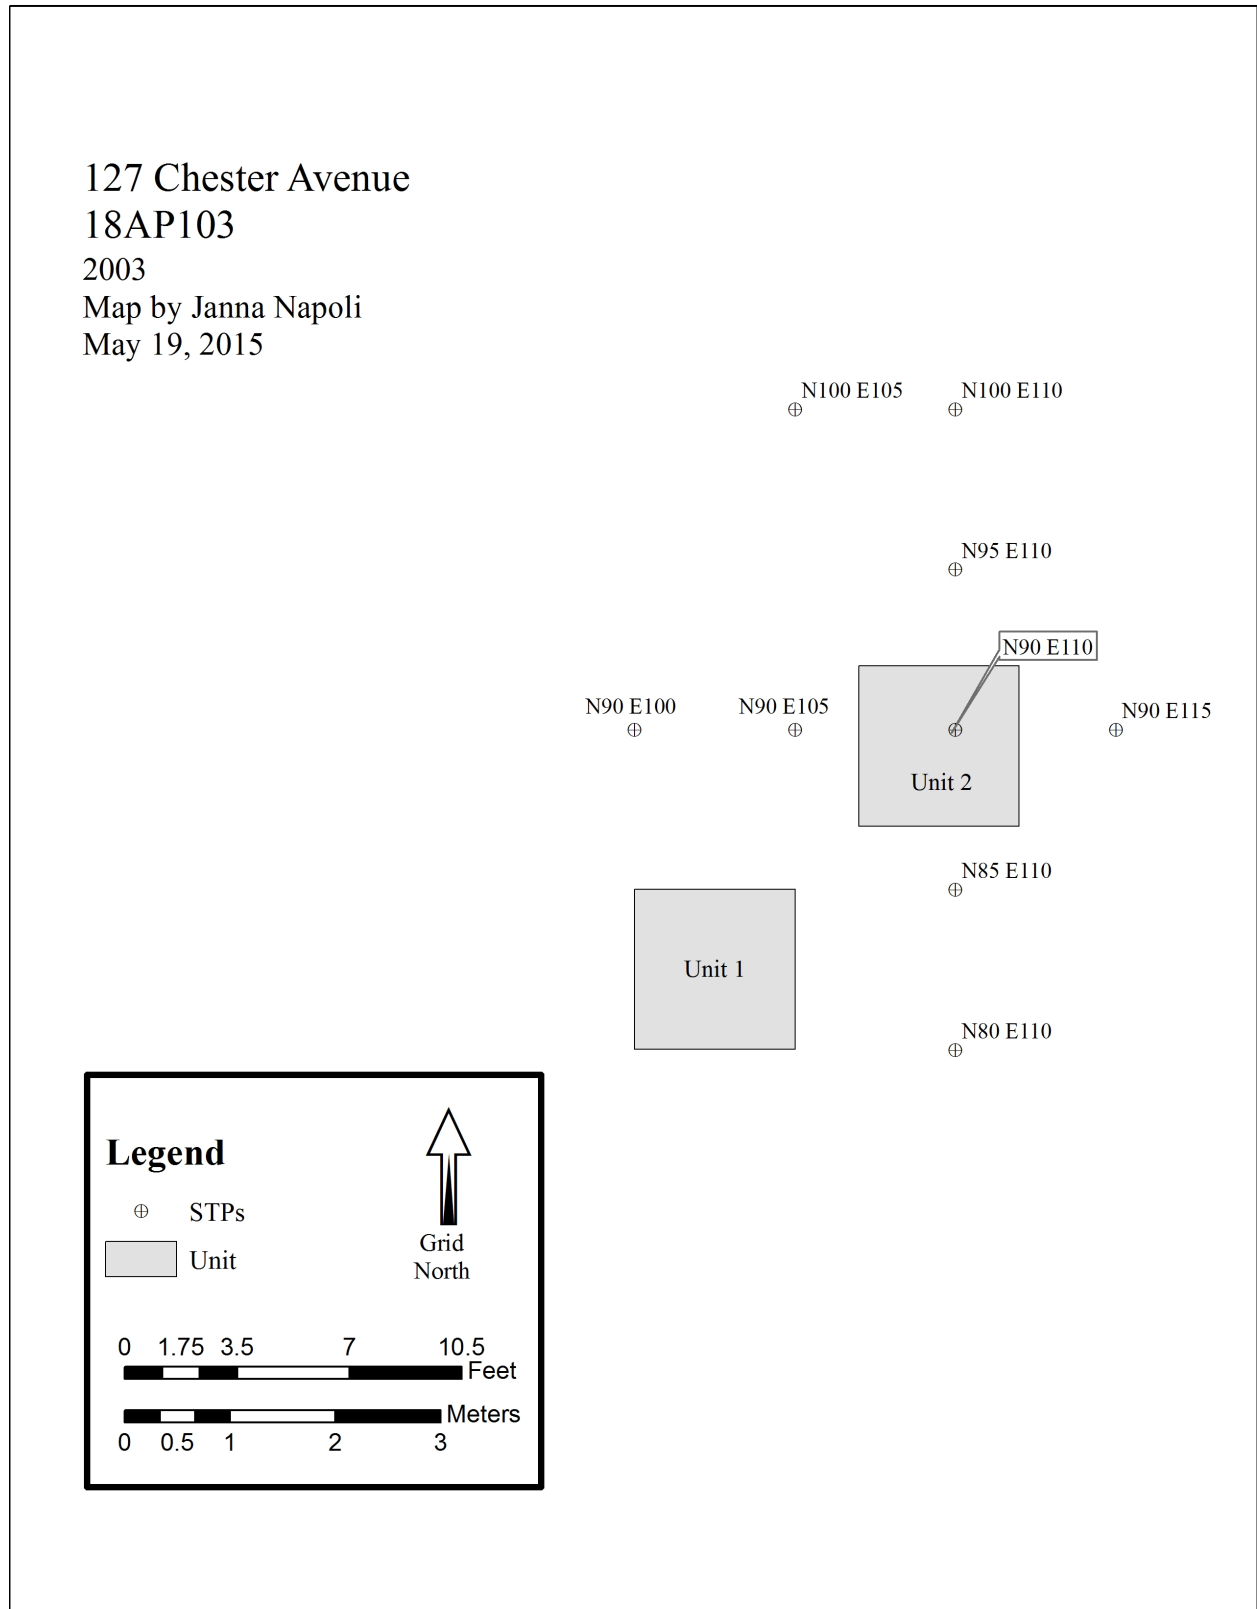 127 Chester Avenue
18AP103
2003
Map by Janna Napoli
May 19, 2015
N100 E105
N100 E110
N95 E110
N90 E110
N90 E100
N90 E105
N90 E115
Unit 2
N85 E110
Unit 1
N80 E110
Legend
STPs
Unit
Grid
North
0 1.75 3.5 7 10.5
Feet
Meters
0 0.5 1 2 3